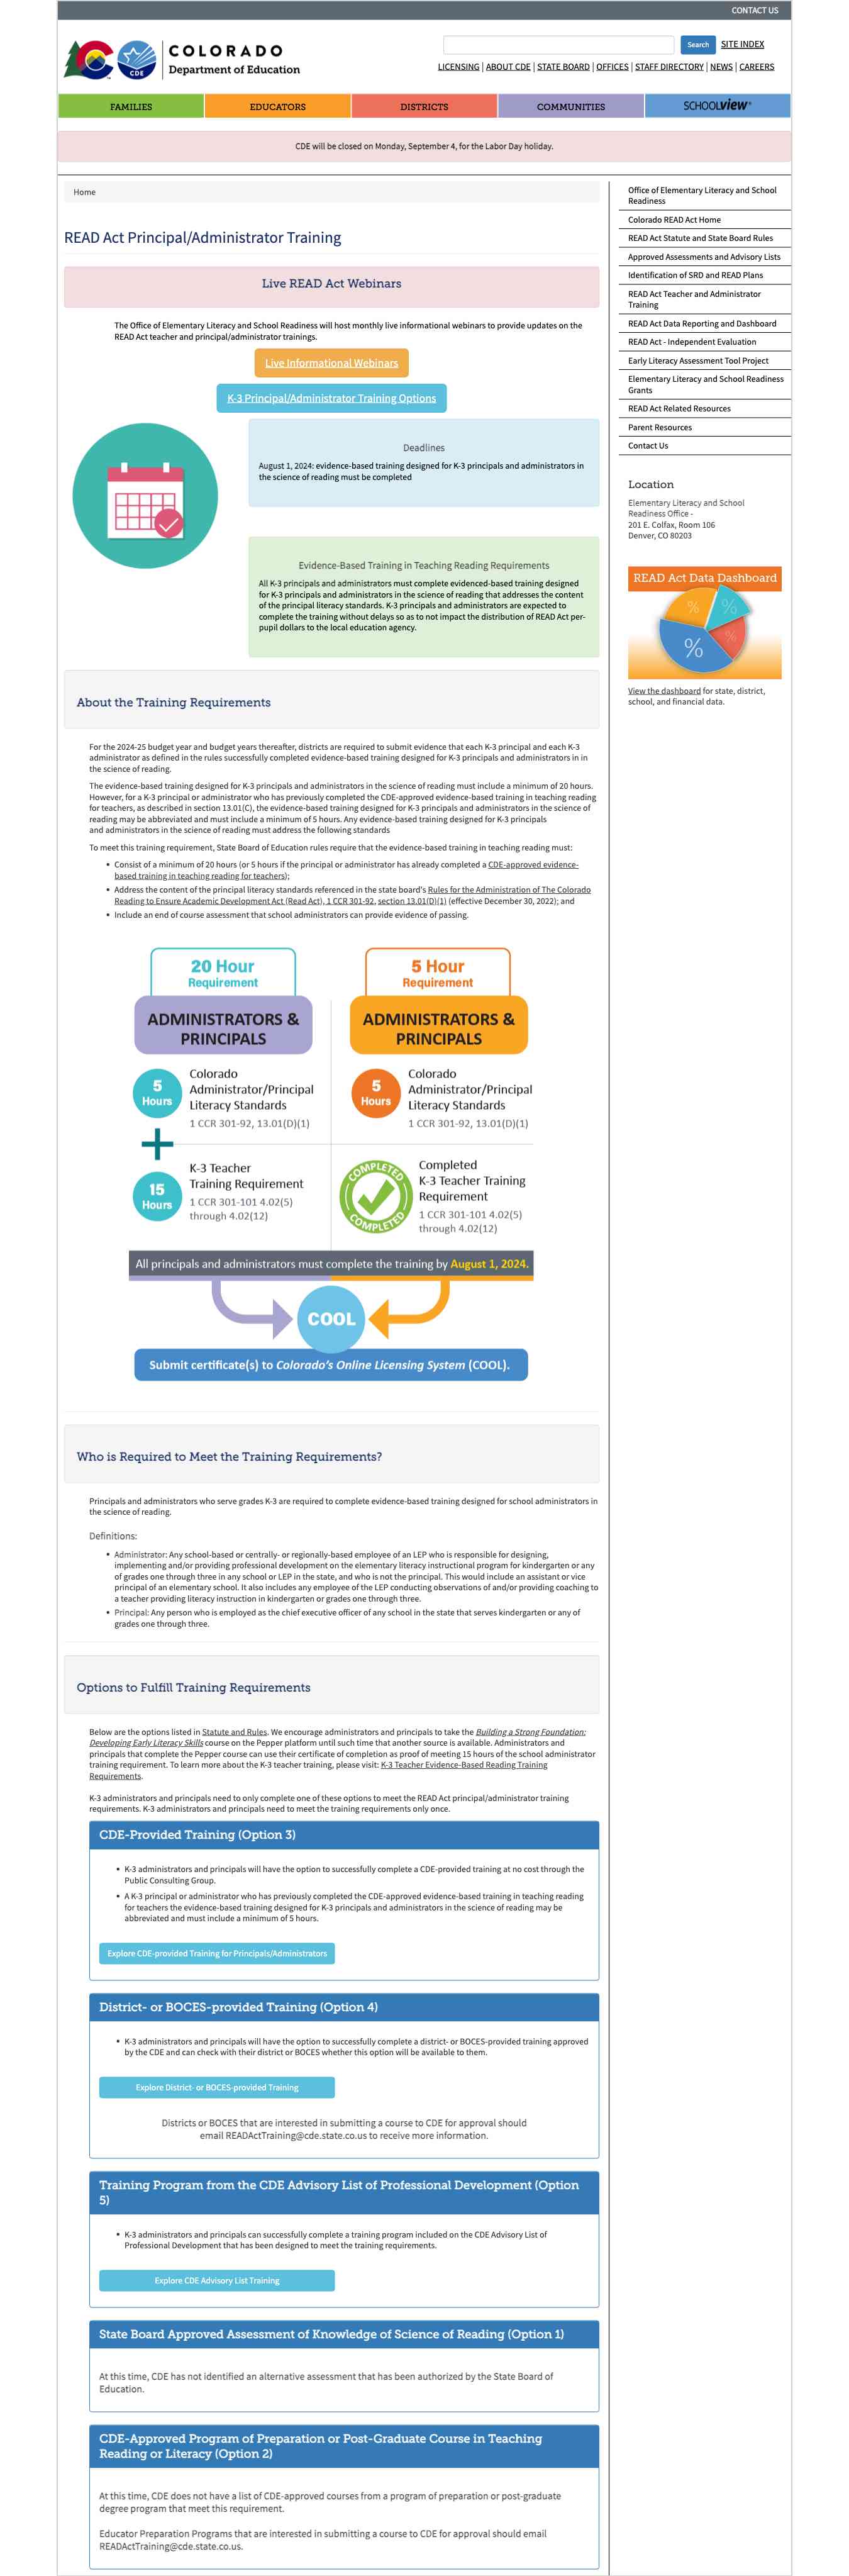 CONTACT US
COLORADO
Department of Education
CDE
Search
SITE INDEX
LICENSING | ABOUT CDE | STATE BOARD | OFFICES | STAFF DIRECTORY | NEWS | CAREERS
FAMILIES
EDUCATORS
DISTRICTS
COMMUNITIES
SCHOOLVIEW®
CDE will be closed on Monday, September 4, for the Labor Day holiday.
Home
READ Act Principal/Administrator Training
Live READ Act Webinars
The Office of Elementary Literacy and School Readiness will host monthly live informational webinars to provide updates on the
READ Act teacher and principal/administrator trainings.
Live Informational Webinars
K-3 Principal/Administrator Training Options
Deadlines
August 1, 2024: evidence-based training designed for K-3 principals and administrators in
the science of reading must be completed
Evidence-Based Training in Teaching Reading Requirements
All K-3 principals and administrators must complete evidenced-based training designed
for K-3 principals and administrators in the science of reading that addresses the content
of the principal literacy standards. K-3 principals and administrators are expected to
complete the training without delays so as to not impact the distribution of READ Act per-
pupil dollars to the local education agency.
About the Training Requirements
For the 2024-25 budget year and budget years thereafter, districts are required to submit evidence that each K-3 principal and each K-3
administrator as defined in the rules successfully completed evidence-based training designed for K-3 principals and administrators in in
the science of reading.
The evidence-based training designed for K-3 principals and administrators in the science of reading must include a minimum of 20 hours.
However, for a K-3 principal or administrator who has previously completed the CDE-approved evidence-based training in teaching reading
for teachers, as described in section 13.01(C), the evidence-based training designed for K-3 principals and administrators in the science of
reading may be abbreviated and must include a minimum of 5 hours. Any evidence-based training designed for K-3 principals
and administrators in the science of reading must address the following standards
To meet this training requirement, State Board of Education rules require that the evidence-based training in teaching reading must:
• Consist of a minimum of 20 hours (or 5 hours if the principal or administrator has already completed a CDE-approved evidence-
based training in teaching reading for teachers);
• Address the content of the principal literacy standards referenced in the state board's Rules for the Administration of The Colorado
Reading to Ensure Academic Development Act (Read Act), 1 CCR 301-92, section 13.01(D)(1) (effective December 30, 2022); and
• Include an end of course assessment that school administrators can provide evidence of passing.
20 Hour
Requirement
ADMINISTRATORS &
PRINCIPALS
5
Hours
Colorado
Administrator/Principal
Literacy Standards
1 CCR 301-92, 13.01(D)(1)
15
Hours
K-3 Teacher
Training Requirement
1 CCR 301-101 4.02(5)
through 4.02(12)
5 Hour
Requirement
ADMINISTRATORS &
PRINCIPALS
5
Hours
Colorado
Administrator/Principal
Literacy Standards
1 CCR 301-92, 13.01(D)(1)
COMPLETED
COMPLETED
Completed
K-3 Teacher Training
Requirement
1 CCR 301-101 4.02(5)
through 4.02(12)
All principals and administrators must complete the training by August 1, 2024.
COOL
Submit certificate(s) to Colorado's Online Licensing System (COOL).
Who is Required to Meet the Training Requirements?
Principals and administrators who serve grades K-3 are required to complete evidence-based training designed for school administrators in
the science of reading.
Definitions:
• Administrator: Any school-based or centrally- or regionally-based employee of an LEP who is responsible for designing,
implementing and/or providing professional development on the elementary literacy instructional program for kindergarten or any
of grades one through three in any school or LEP in the state, and who is not the principal. This would include an assistant or vice
principal of an elementary school. It also includes any employee of the LEP conducting observations of and/or providing coaching to
a teacher providing literacy instruction in kindergarten or grades one through three.
• Principal: Any person who is employed as the chief executive officer of any school in the state that serves kindergarten or any of
grades one through three.
Options to Fulfill Training Requirements
Below are the options listed in Statute and Rules. We encourage administrators and principals to take the Building a Strong Foundation:
Developing Early Literacy Skills course on the Pepper platform until such time that another source is available. Administrators and
principals that complete the Pepper course can use their certificate of completion as proof of meeting 15 hours of the school administrator
training requirement. To learn more about the K-3 teacher training, please visit: K-3 Teacher Evidence-Based Reading Training
Requirements.
K-3 administrators and principals need to only complete one of these options to meet the READ Act principal/administrator training
requirements. K-3 administrators and principals need to meet the training requirements only once.
CDE-Provided Training (Option 3)
• K-3 administrators and principals will have the option to successfully complete a CDE-provided training at no cost through the
Public Consulting Group.
• A K-3 principal or administrator who has previously completed the CDE-approved evidence-based training in teaching reading
for teachers the evidence-based training designed for K-3 principals and administrators in the science of reading may be
abbreviated and must include a minimum of 5 hours.
Explore CDE-provided Training for Principals/Administrators
District- or BOCES-provided Training (Option 4)
• K-3 administrators and principals will have the option to successfully complete a district- or BOCES-provided training approved
by the CDE and can check with their district or BOCES whether this option will be available to them.
Explore District- or BOCES-provided Training
Districts or BOCES that are interested in submitting a course to CDE for approval should
email READActTraining@cde.state.co.us to receive more information.
Training Program from the CDE Advisory List of Professional Development (Option
5)
• K-3 administrators and principals can successfully complete a training program included on the CDE Advisory List of
Professional Development that has been designed to meet the training requirements.
Explore CDE Advisory List Training
State Board Approved Assessment of Knowledge of Science of Reading (Option 1)
At this time, CDE has not identified an alternative assessment that has been authorized by the State Board of
Education.
CDE-Approved Program of Preparation or Post-Graduate Course in Teaching
Reading or Literacy (Option 2)
At this time, CDE does not have a list of CDE-approved courses from a program of preparation or post-graduate
degree program that meet this requirement.
Educator Preparation Programs that are interested in submitting a course to CDE for approval should email
READActTraining@cde.state.co.us.
Office of Elementary Literacy and School
Readiness
Colorado READ Act Home
READ Act Statute and State Board Rules
Approved Assessments and Advisory Lists
Identification of SRD and READ Plans
READ Act Teacher and Administrator
Training
READ Act Data Reporting and Dashboard
READ Act - Independent Evaluation
Early Literacy Assessment Tool Project
Elementary Literacy and School Readiness
Grants
READ Act Related Resources
Parent Resources
Contact Us
Location
Elementary Literacy and School
Readiness Office -
201 E. Colfax, Room 106
Denver, CO 80203
READ Act Data Dashboard
%
%
%
%
View the dashboard for state, district,
school, and financial data.